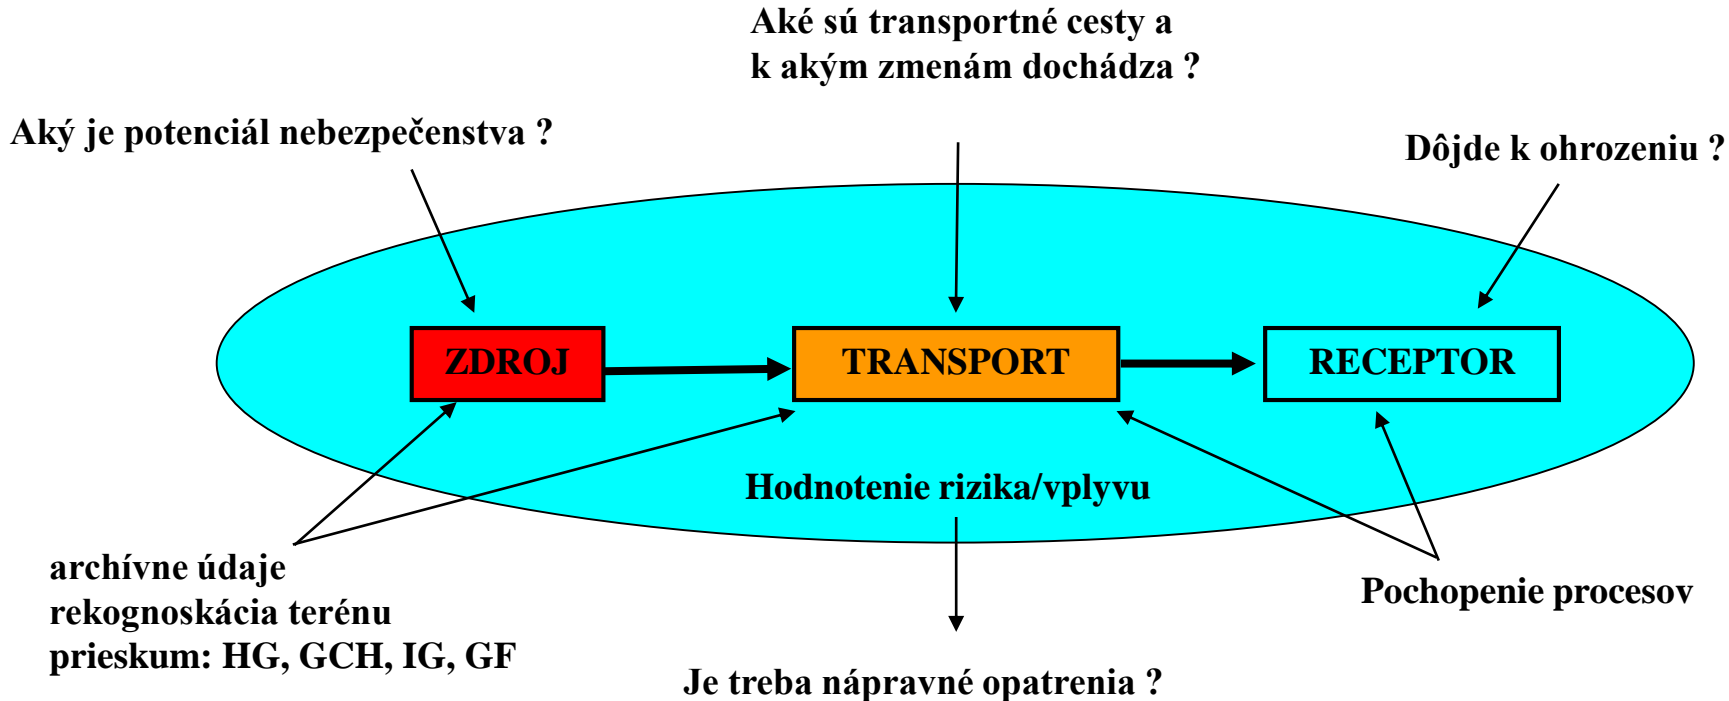 Aké sú transportné cesty a
k akým zmenám dochádza ?
Aký je potenciál nebezpečenstva ?
Dôjde k ohrozeniu ?
ZDROJ
TRANSPORT
RECEPTOR
Hodnotenie rizika/vplyvu
archívne údaje
rekognoskácia terénu
prieskum: HG, GCH, IG, GF
Pochopenie procesov
Je treba nápravné opatrenia ?